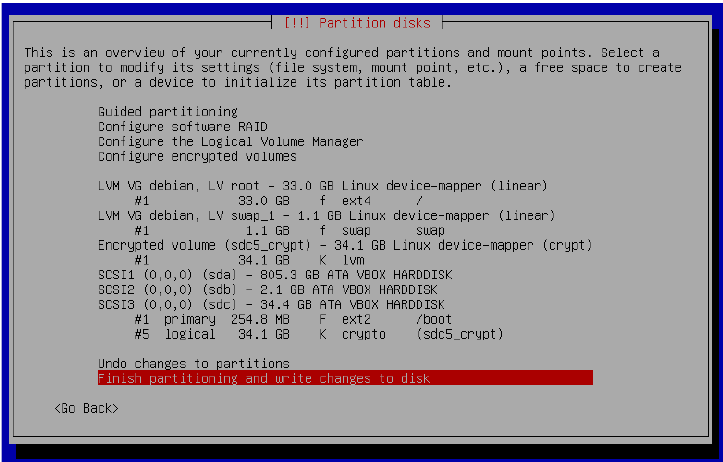 [!!] Partition disks
This is an overview of your currently configured partitions and mount points. Select a
partition to modify its settings (file system, mount point, etc.), a free space to create
partitions, or a device to initialize its partition table.
Guided partitioning
Configure software RAID
Configure the Logical Volume Manager
Configure encrypted volumes
LVM VG debian, LV root - 33.0 GB Linux device-mapper (linear)
#1 33.0 GB f ext4 /
LVM VG debian, LV swap_1 - 1.1 GB Linux device-mapper (linear)
#1 1.1 GB f swap swap
Encrypted volume (sdc5_crypt) - 34.1 GB Linux device-mapper (crypt)
#1 34.1 GB K lvm
SCSI1 (0,0,0) (sda) - 805.3 GB ATA VBOX HARDDISK
SCSI2 (0,0,0) (sdb) - 2.1 GB ATA VBOX HARDDISK
SCSI3 (0,0,0) (sdc) - 34.4 GB ATA VBOX HARDDISK
#1 primary 254.8 MB F ext2 /boot
#5 logical 34.1 GB K crypto (sdc5_crypt)
Undo changes to partitions
Finish partitioning and write changes to disk
<Go Back>